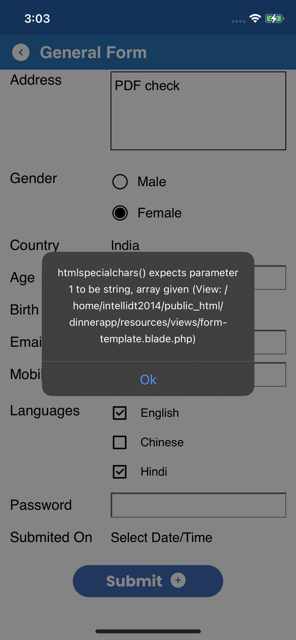 3:03
General Form
Address
PDF check
Gender
Male
Female
Country India
Age
Birth
htmlspecialchars() expects parameter
1 to be string, array given (View: /
home/intellidt2014/public_html/
dinnerapp/resources/views/form-
template.blade.php)
Ok
Emai
Mobi
Languages
English
Chinese
Hindi
Password
Submited On Select Date/Time
Submit